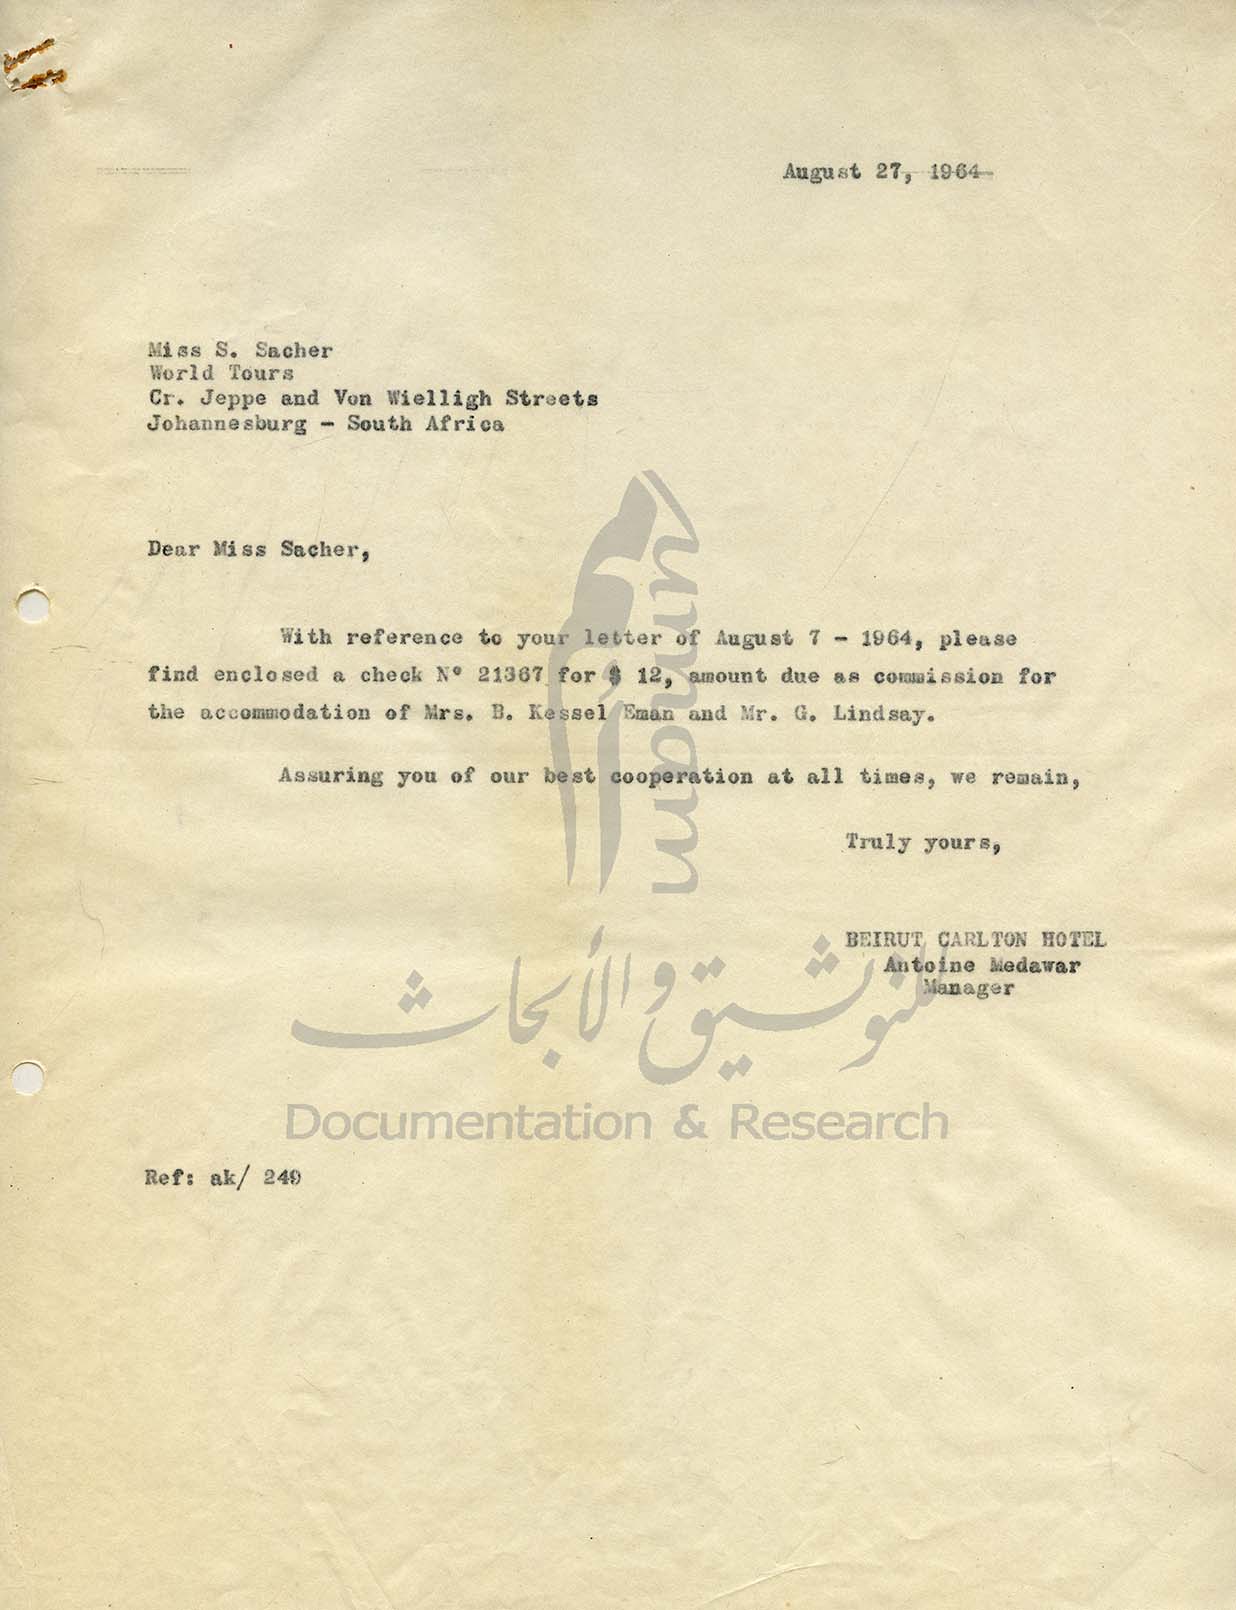 August 27, 1964
Miss S. Sacher
World Tours
Cr. Jeppe and Von Wielligh Streets
Johannesburg - South Africa
Dear Miss Sacher,
With reference to your letter of August 7 - 1964, please
find enclosed a check N° 21367 for $ 12, amount due as commission for
the accommodation of Mrs. B. Kessel Eman and Mr. G. Lindsay.
Assuring you of our best cooperation at all times, we remain,
Truly yours,
BEIRUT CARLTON HOTEL
Antoine Medawar
Manager
umam
للتوثيق والأبحاث
Documentation & Research
Ref: ak/ 249